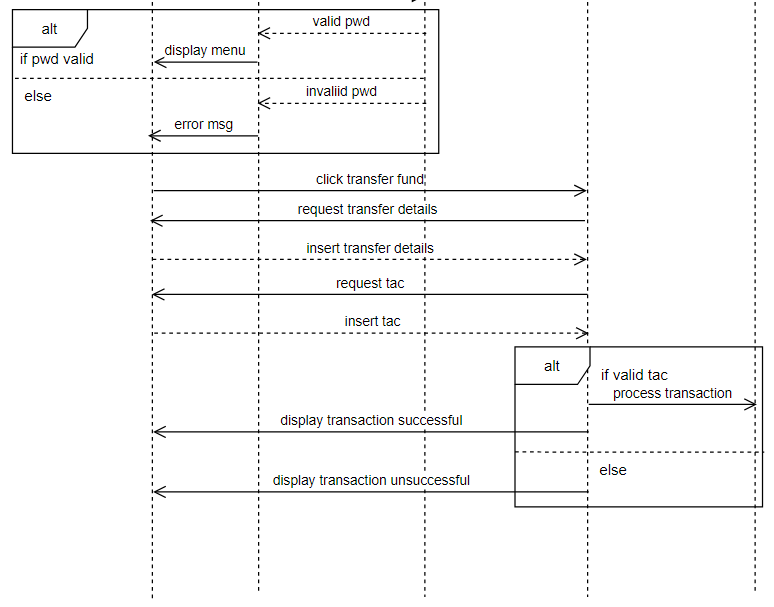 alt
valid pwd
display menu
if pwd valid
invaliid pwd
else
error msg
click transfer fund
request transfer details
insert transfer details
request tac
insert tac
alt
if valid tac
process transaction
display transaction successful
else
display transaction unsuccessful